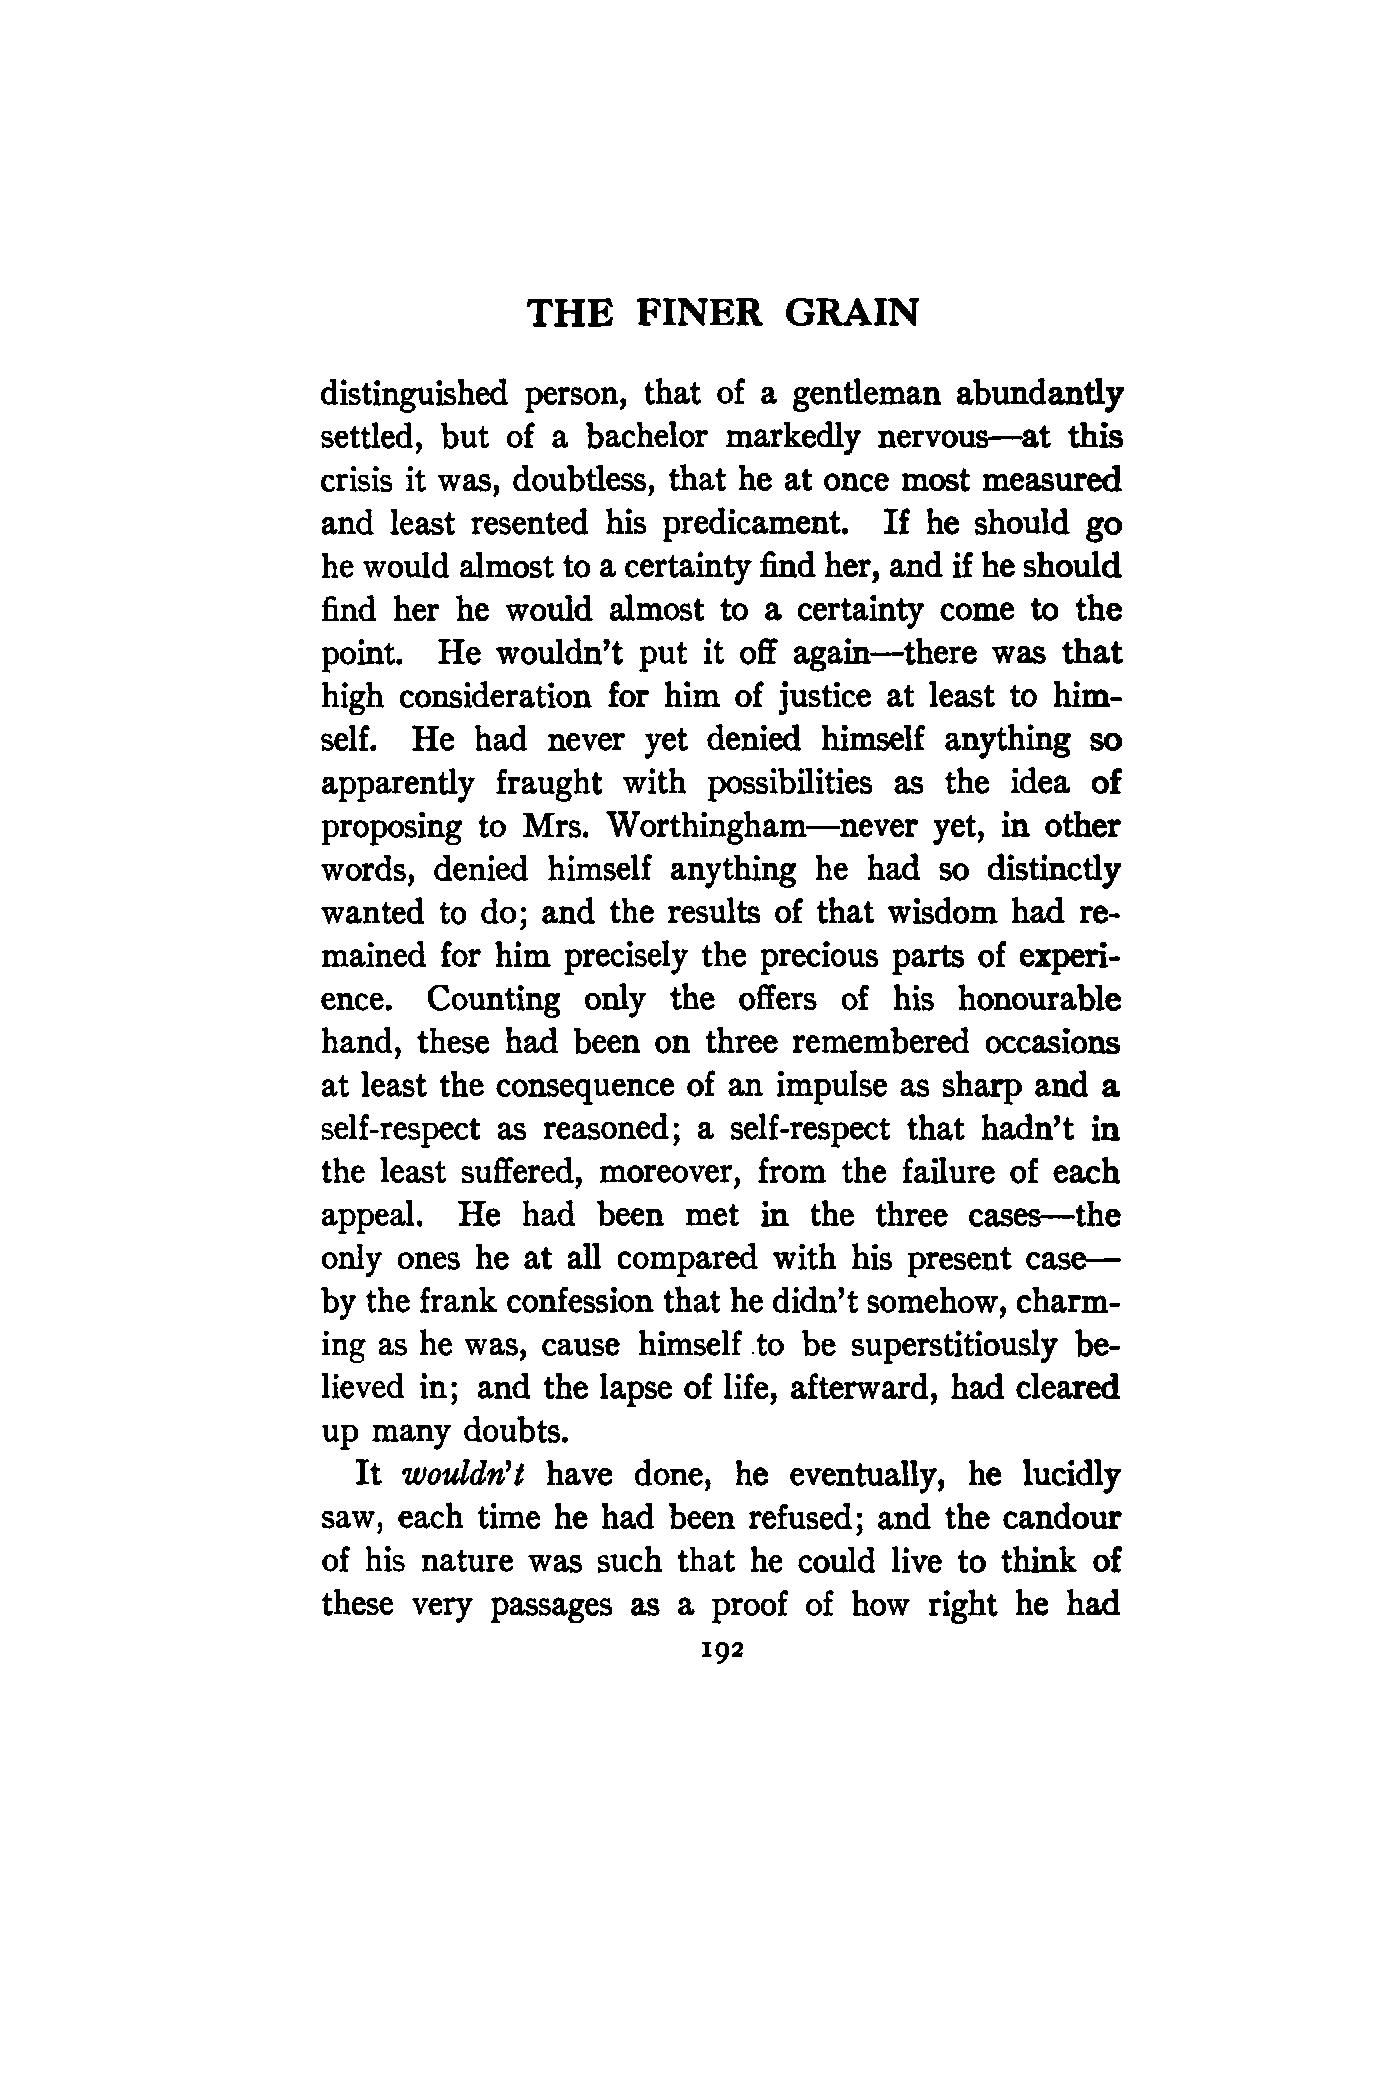 THE FINER GRAIN
distinguished person, that of a gentleman abundantly
settled, but of a bachelor markedly nervous—at this
crisis it was, doubtless, that he at once most measured
and least resented his predicament. If he should go
he would almost to a certainty find her, and if he should
find her he would almost to a certainty come to the
point. He wouldn't put it off again—there was that
high consideration for him of justice at least to him-
self. He had never yet denied himself anything so
apparently fraught with possibilities as the idea of
proposing to Mrs. Worthingham—never yet, in other
words, denied himself anything he had so distinctly
wanted to do; and the results of that wisdom had re-
mained for him precisely the precious parts of experi-
ence. Counting only the offers of his honourable
hand, these had been on three remembered occasions
at least the consequence of an impulse as sharp and a
self-respect as reasoned; a self-respect that hadn't in
the least suffered, moreover, from the failure of each
appeal. He had been met in the three cases—the
only ones he at all compared with his present case—
by the frank confession that he didn't somehow, charm-
ing as he was, cause himself to be superstitiously be-
lieved in; and the lapse of life, afterward, had cleared
up many doubts.
It wouldn't have done, he eventually, he lucidly
saw, each time he had been refused; and the candour
of his nature was such that he could live to think of
these very passages as a proof of how right he had
192